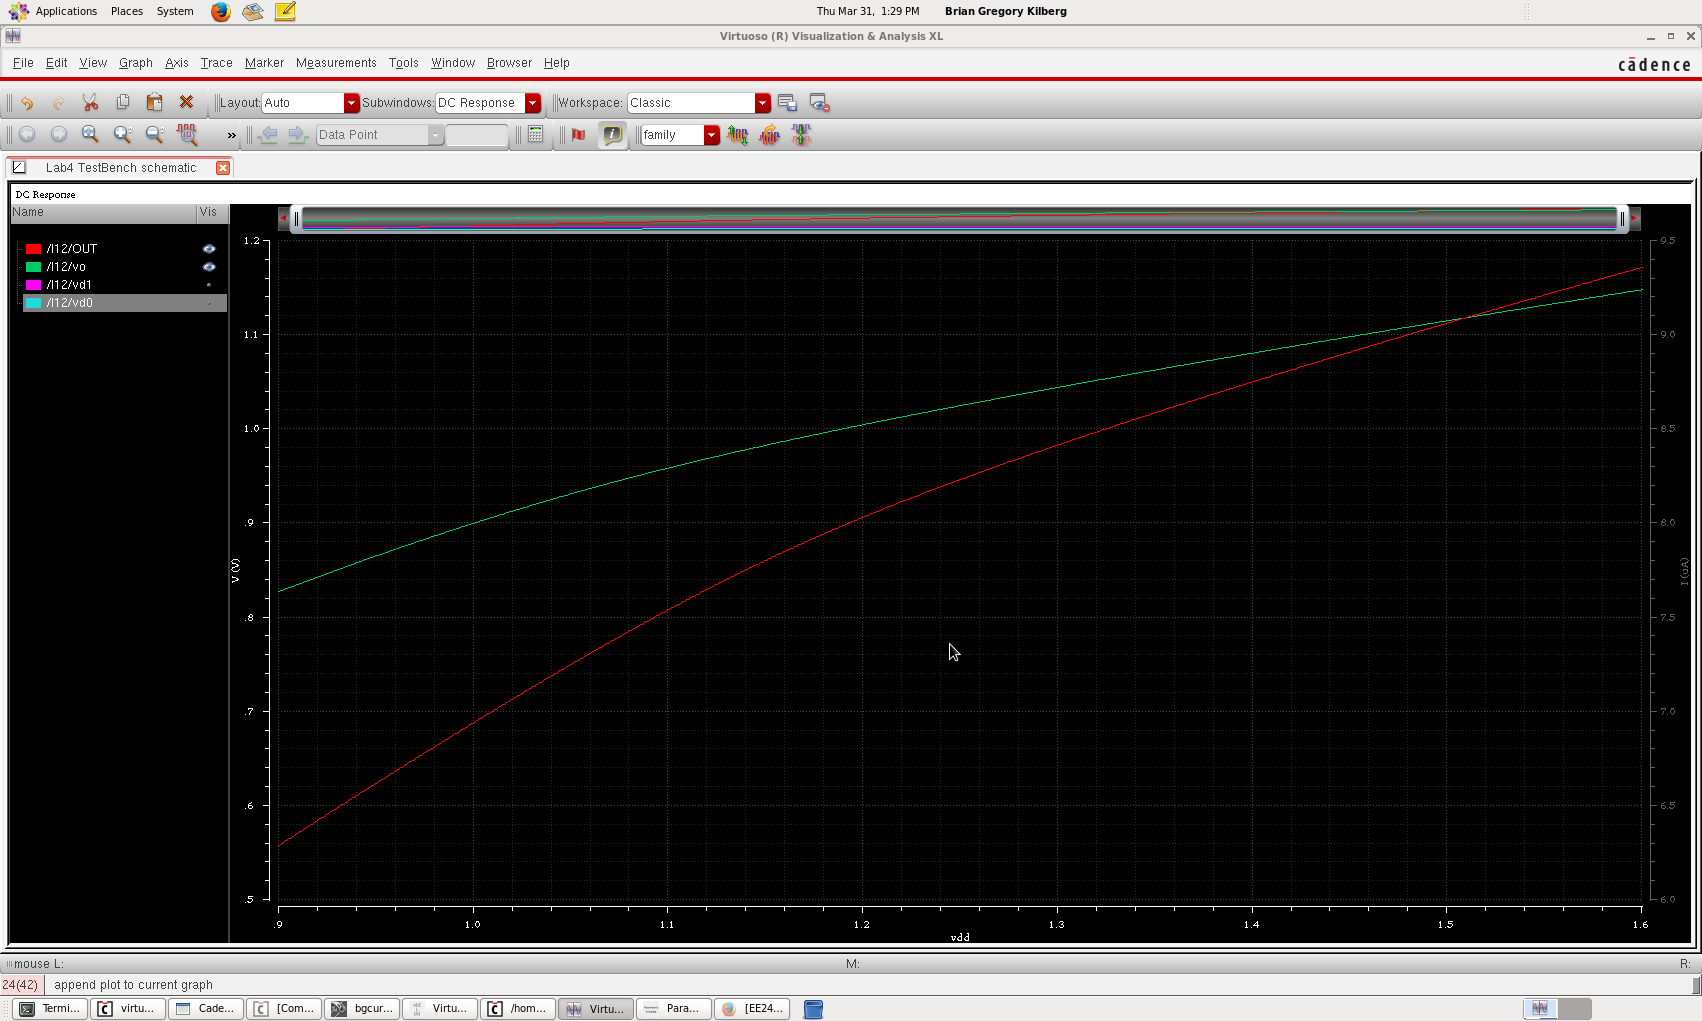 Applications Places System Thu Mar 31, 1:29 PM Brian Gregory Kilberg
Virtuoso (R) Visualization & Analysis XL
File Edit View Graph Axis Trace Marker Measurements Tools Window Browser Help cādence
Layout: Auto Subwindows: DC Response Workspace: Classic
» Data Point family
Lab4 TestBench schematic
DC Response
Name Vis
/I12/OUT
/I12/vo
/I12/vd1
/I12/vd0
1.2 9.5
1.1 9.0
1.0 8.5
.9 8.0
V (V) I (uA)
.8 7.5
.7 7.0
.6 6.5
.5 6.0
.9 1.0 1.1 1.2 1.3 1.4 1.5 1.6
vdd
mouse L: M: R:
24(42) append plot to current graph
Termi... virtu... Cade... [Com... bgcur... Virtu... /hom... Virtu... Para... [EE24...